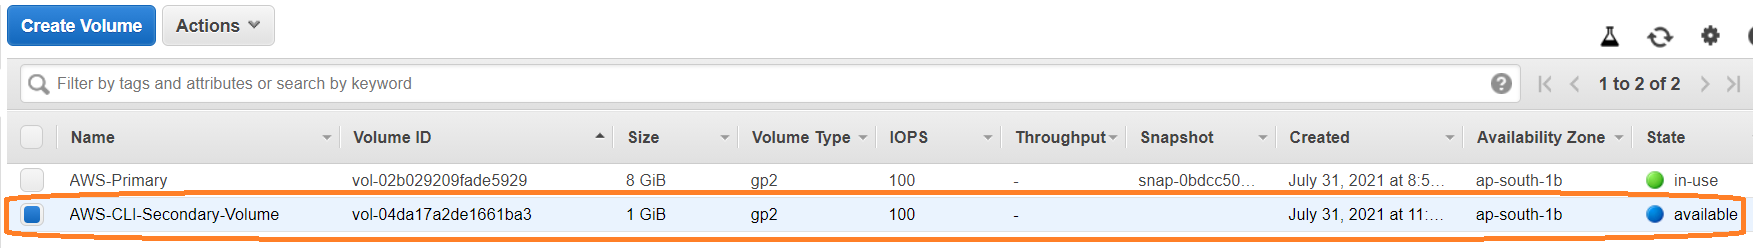 Create Volume Actions
Filter by tags and attributes or search by keyword ? 1 to 2 of 2
Name Volume ID Size Volume Type IOPS Throughput Snapshot Created Availability Zone State
AWS-Primary vol-02b029209fade5929 8 GiB gp2 100 - snap-0bdcc50... July 31, 2021 at 8:5... ap-south-1b in-use
AWS-CLI-Secondary-Volume vol-04da17a2de1661ba3 1 GiB gp2 100 - July 31, 2021 at 11:... ap-south-1b available